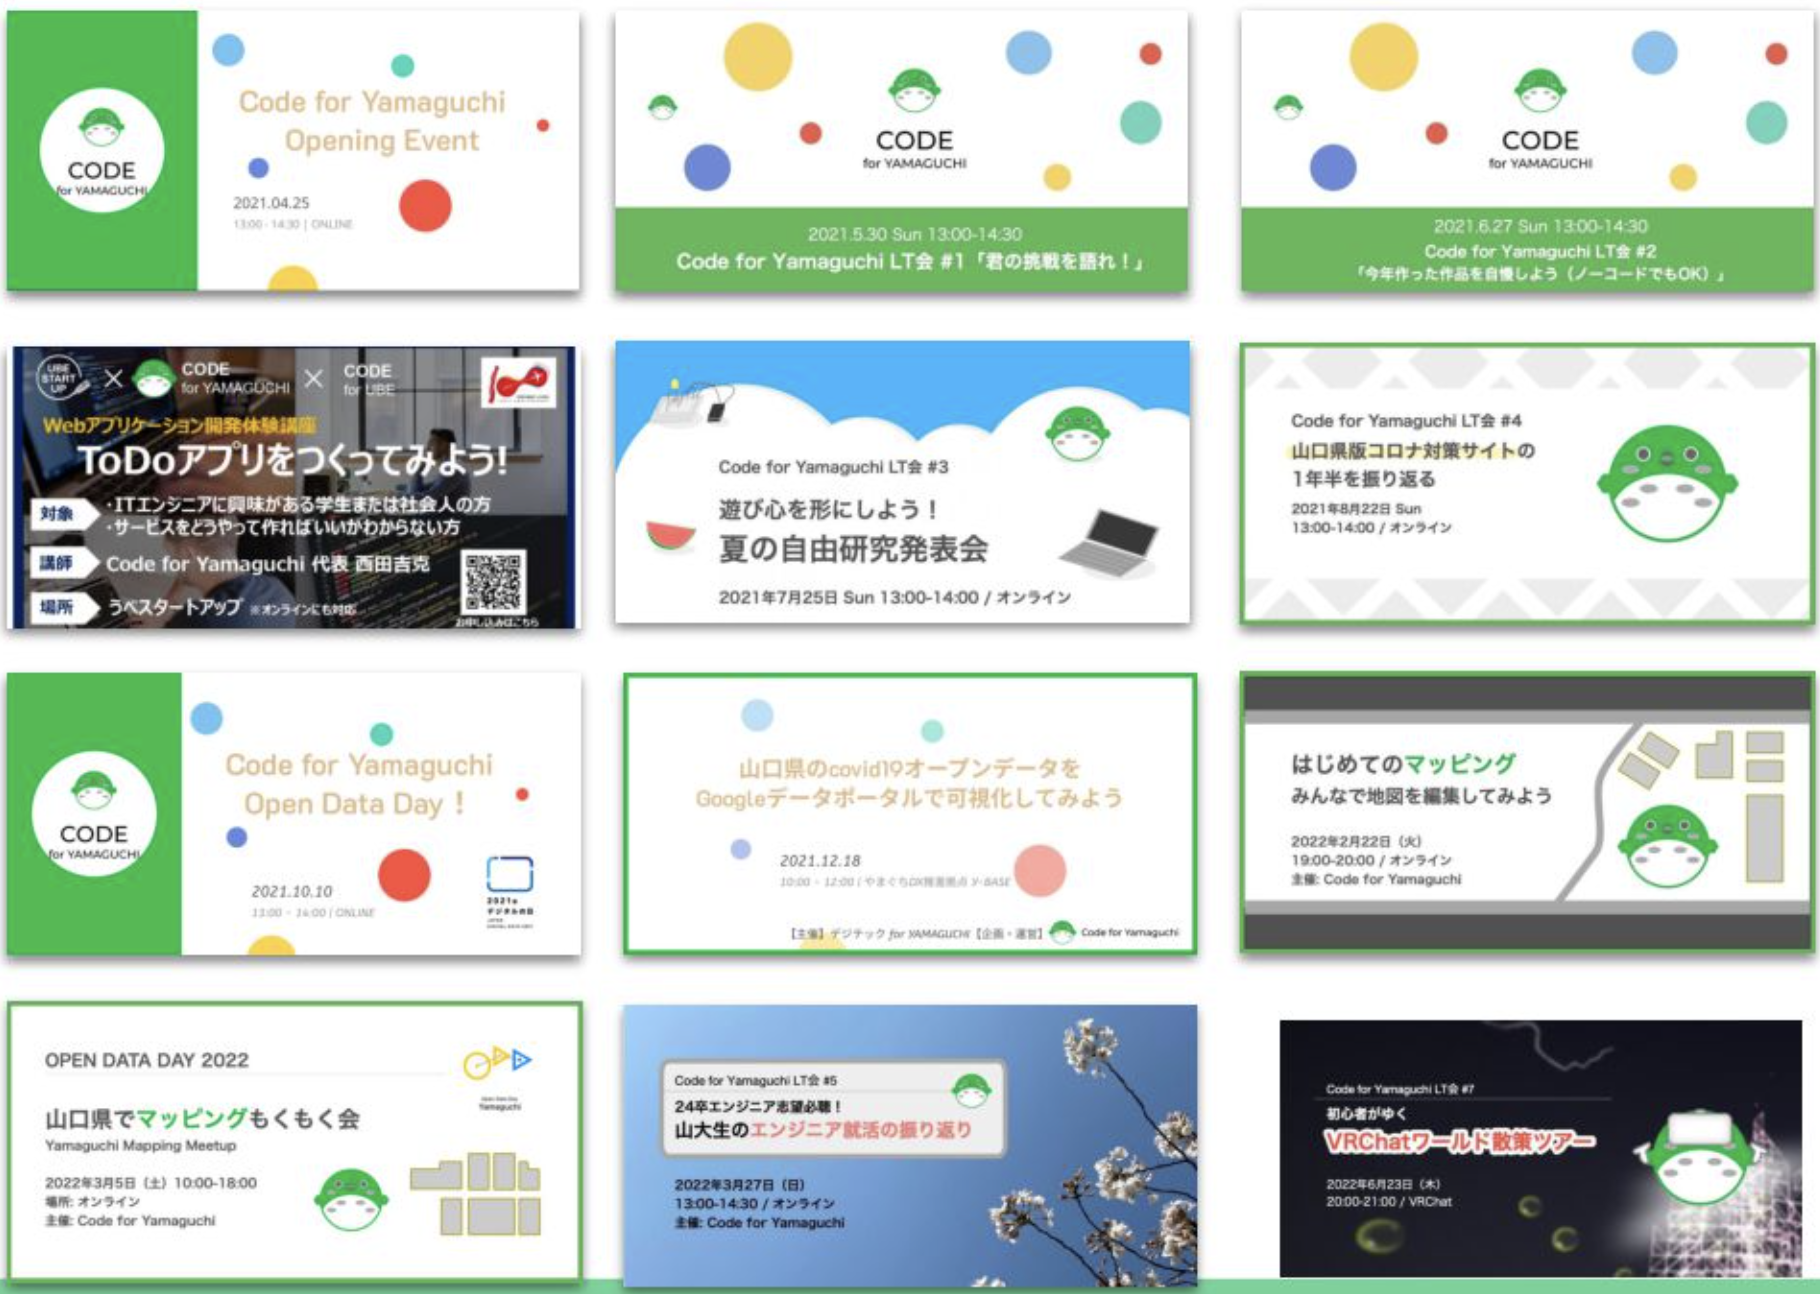 CODE
for YAMAGUCHI
Code for Yamaguchi
Opening Event
2021.04.25
13:00 - 14:30 | ONLINE
CODE
for YAMAGUCHI
2021.5.30 Sun 13:00-14:30
Code for Yamaguchi LT会 #1「君の挑戦を語れ！」
CODE
for YAMAGUCHI
2021.6.27 Sun 13:00-14:30
Code for Yamaguchi LT会 #2
「今年作った作品を自慢しよう（ノーコードでもOK）」
UBE
START
UP
×
CODE
for YAMAGUCHI
×
CODE
for UBE
Webアプリケーション開発体験講座
ToDoアプリをつくってみよう!
対象
・ITエンジニアに興味がある学生または社会人の方
・サービスをどうやって作ればいいかわからない方
講師
Code for Yamaguchi 代表 西田吉克
場所
うべスタートアップ ※オンラインにも対応
お申し込みはこちら
Code for Yamaguchi LT会 #3
遊び心を形にしよう！
夏の自由研究発表会
2021年7月25日 Sun 13:00-14:00 / オンライン
Code for Yamaguchi LT会 #4
山口県版コロナ対策サイトの
1年半を振り返る
2021年8月22日 Sun
13:00-14:00 / オンライン
CODE
for YAMAGUCHI
Code for Yamaguchi
Open Data Day！
2021.10.10
13:00 - 14:00 | ONLINE
デジタルの日
山口県のcovid19オープンデータを
Googleデータポータルで可視化してみよう
2021.12.18
10:00 - 12:00 | やまぐちDX推進拠点 Y-BASE
【主催】デジテック for YAMAGUCHI【企画・運営】 Code for Yamaguchi
はじめてのマッピング
みんなで地図を編集してみよう
2022年2月22日（火）
19:00-20:00 / オンライン
主催: Code for Yamaguchi
OPEN DATA DAY 2022
Open Data Day
Yamaguchi
山口県でマッピングもくもく会
Yamaguchi Mapping Meetup
2022年3月5日（土）10:00-18:00
場所: オンライン
主催: Code for Yamaguchi
Code for Yamaguchi LT会 #5
24卒エンジニア志望必聴！
山大生のエンジニア就活の振り返り
2022年3月27日（日）
13:00-14:30 / オンライン
主催: Code for Yamaguchi
Code for Yamaguchi LT会 #7
初心者がゆく
VRChatワールド散策ツアー
2022年6月23日（木）
20:00-21:00 / VRChat